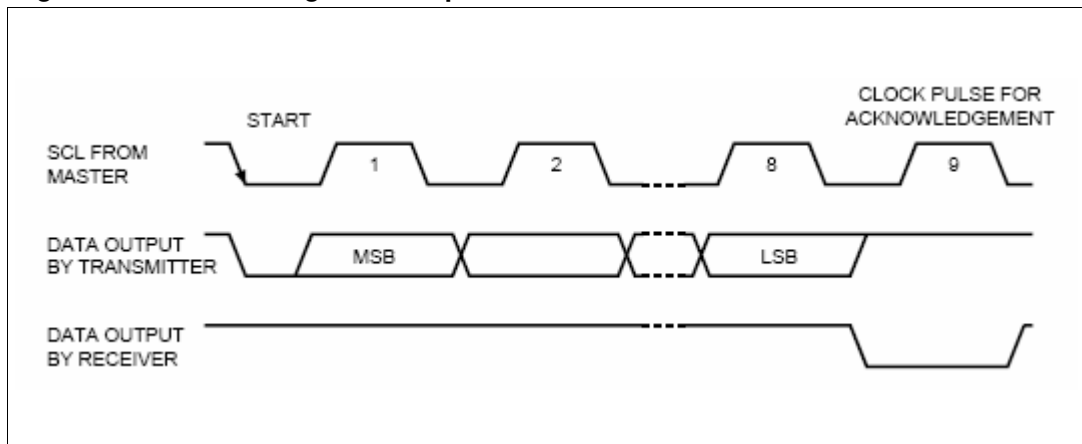 CLOCK PULSE FOR
ACKNOWLEDGEMENT
START
SCL FROM
MASTER
1
2
8
9
DATA OUTPUT
BY TRANSMITTER
MSB
LSB
DATA OUTPUT
BY RECEIVER